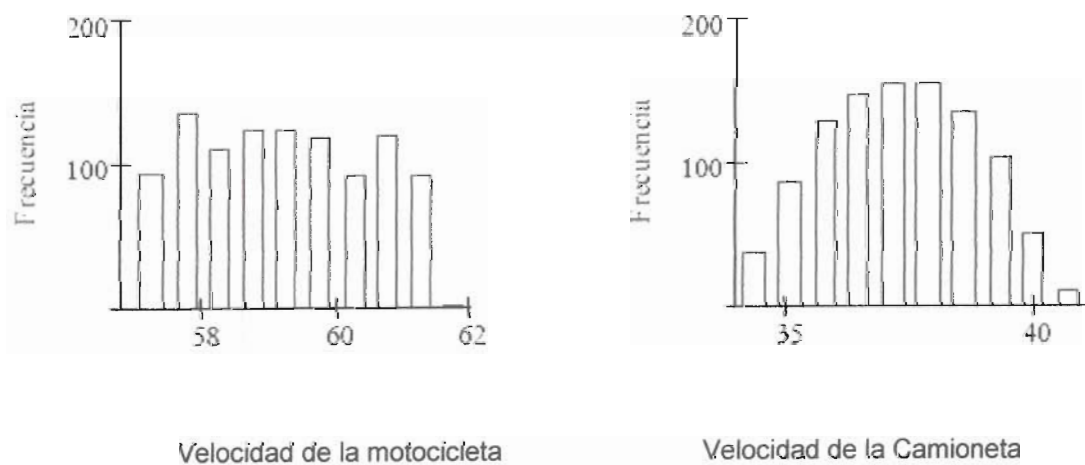 200
100
Frecuencia
58
60
62
Velocidad de la motocicleta
200
100
Frecuencia
35
40
Velocidad de la Camioneta